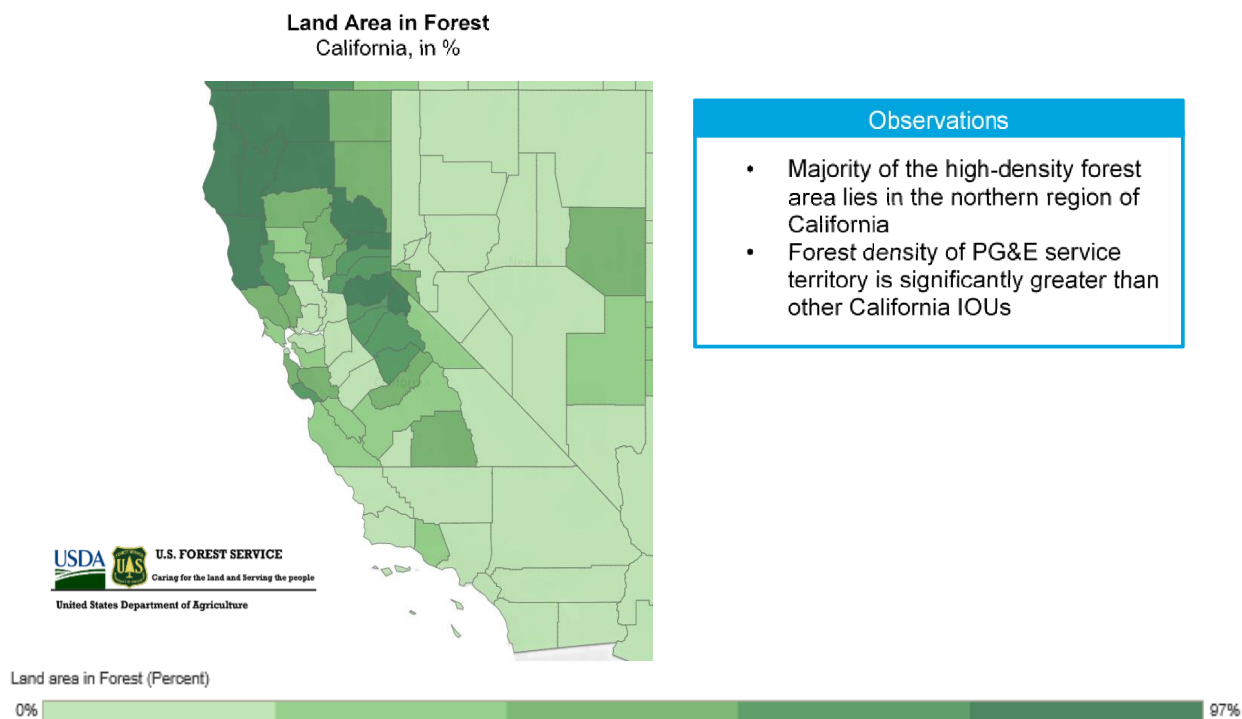 Land Area in Forest
California, in %
Observations
• Majority of the high-density forest
area lies in the northern region of
California
• Forest density of PG&E service
territory is significantly greater than
other California IOUs
Nevada
USDA
UAS
U.S. FOREST SERVICE
Caring for the land and Serving the people
United States Department of Agriculture
Land area in Forest (Percent)
0%
97%